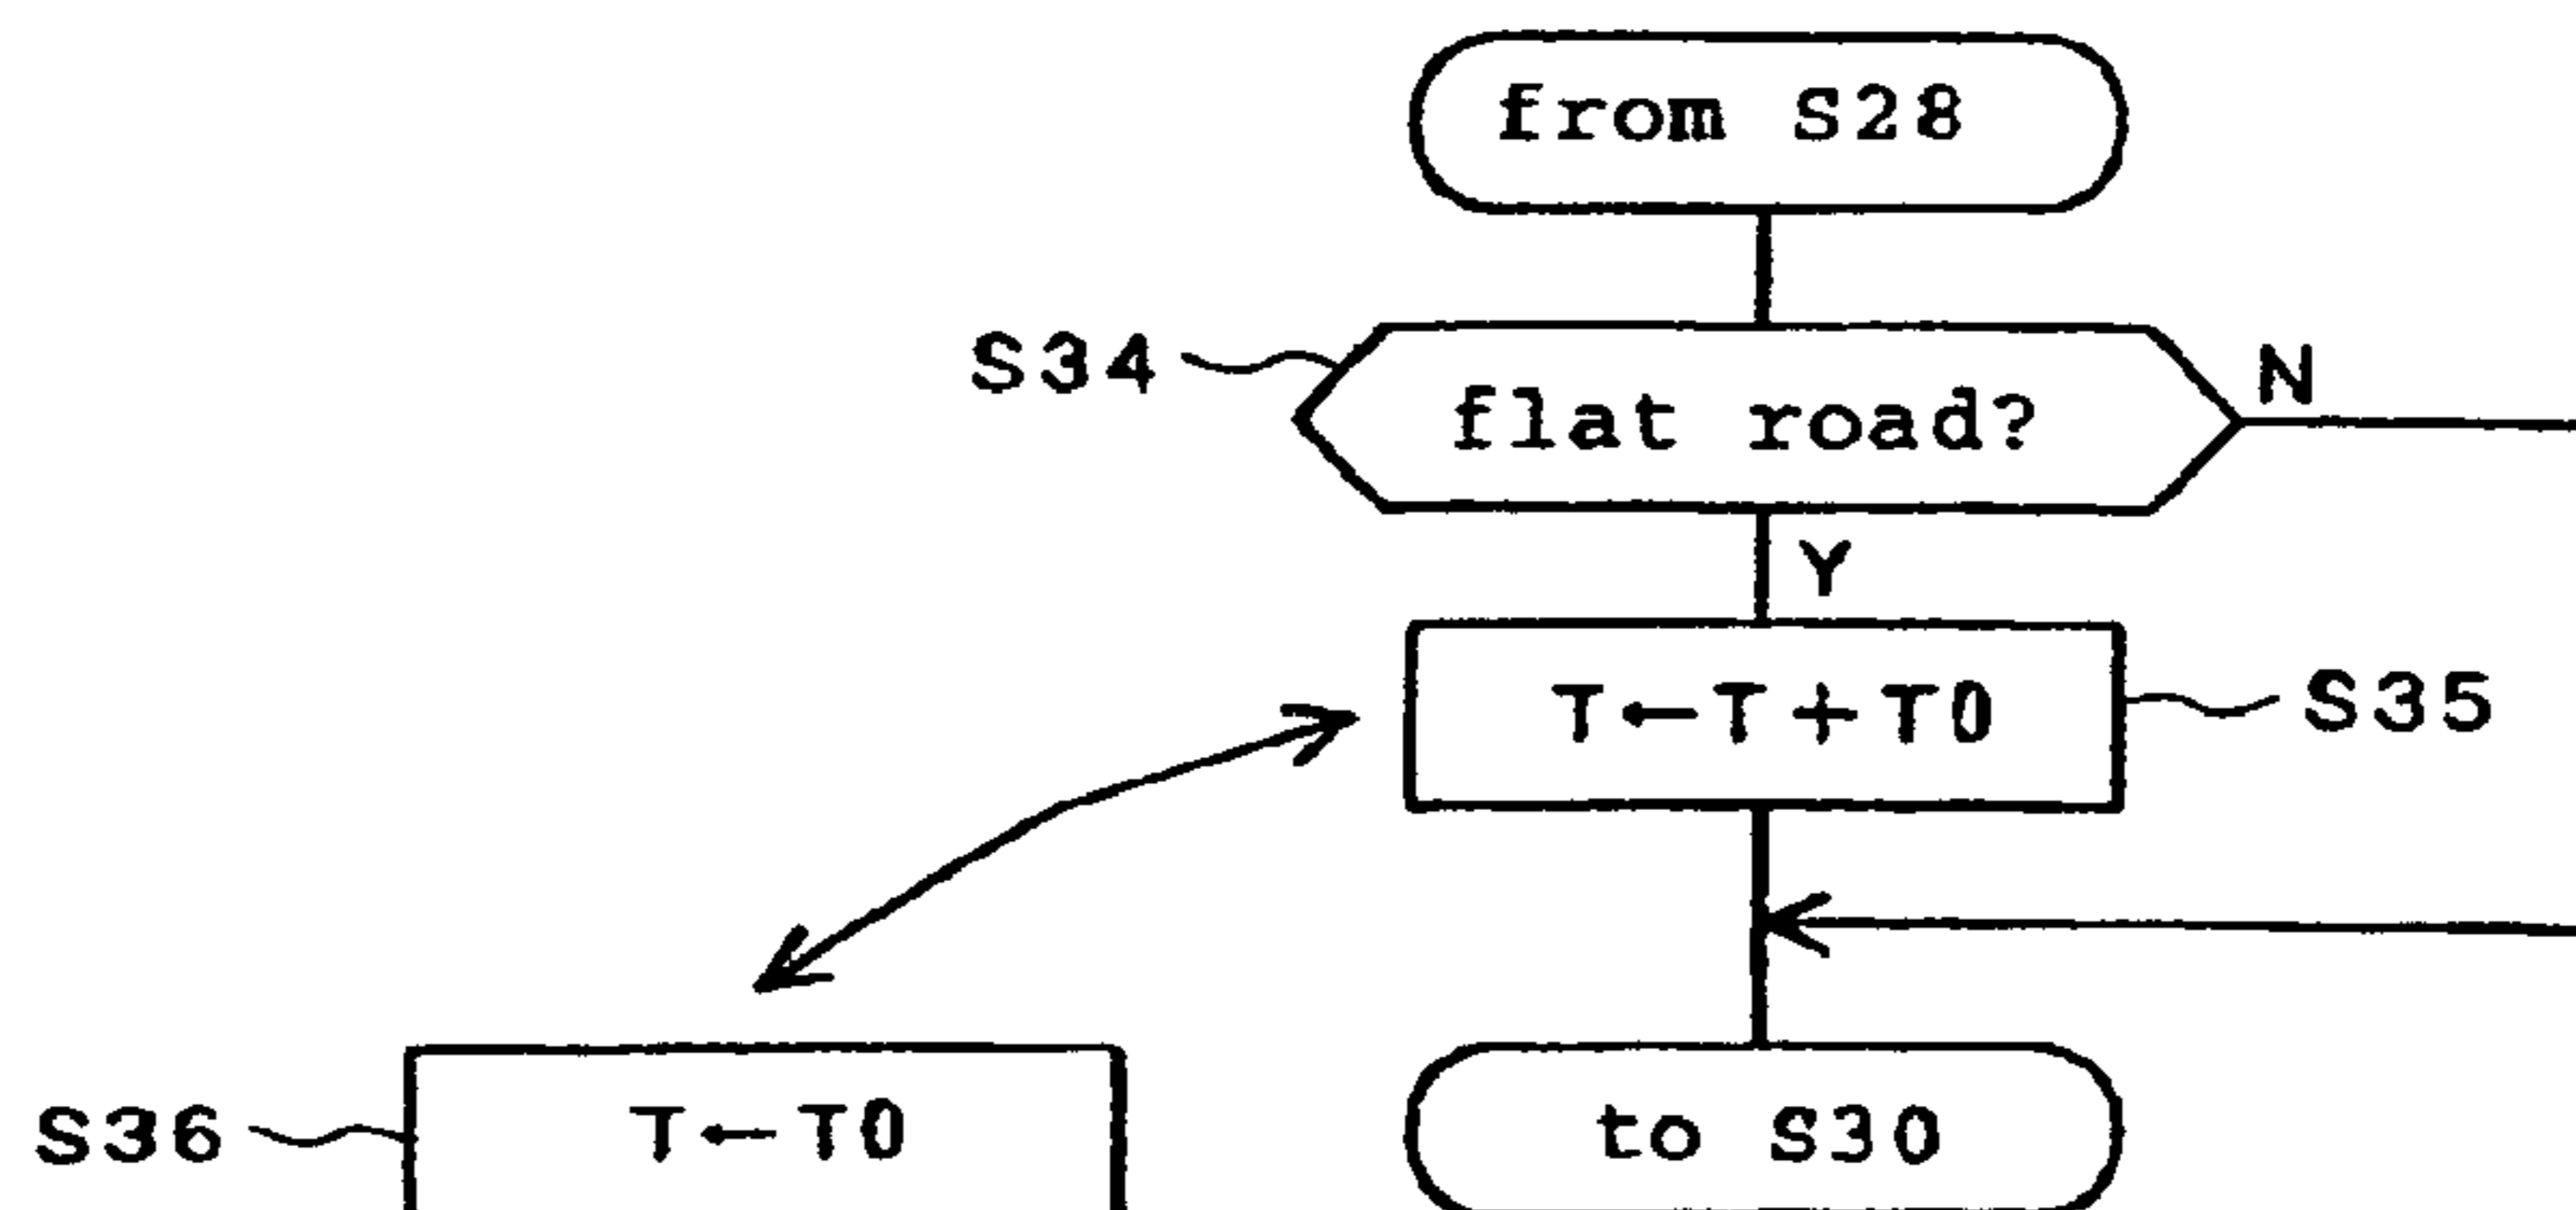 from S28
S34
flat road?
N
Y
T←T+T0
S35
S36
T←T0
to S30